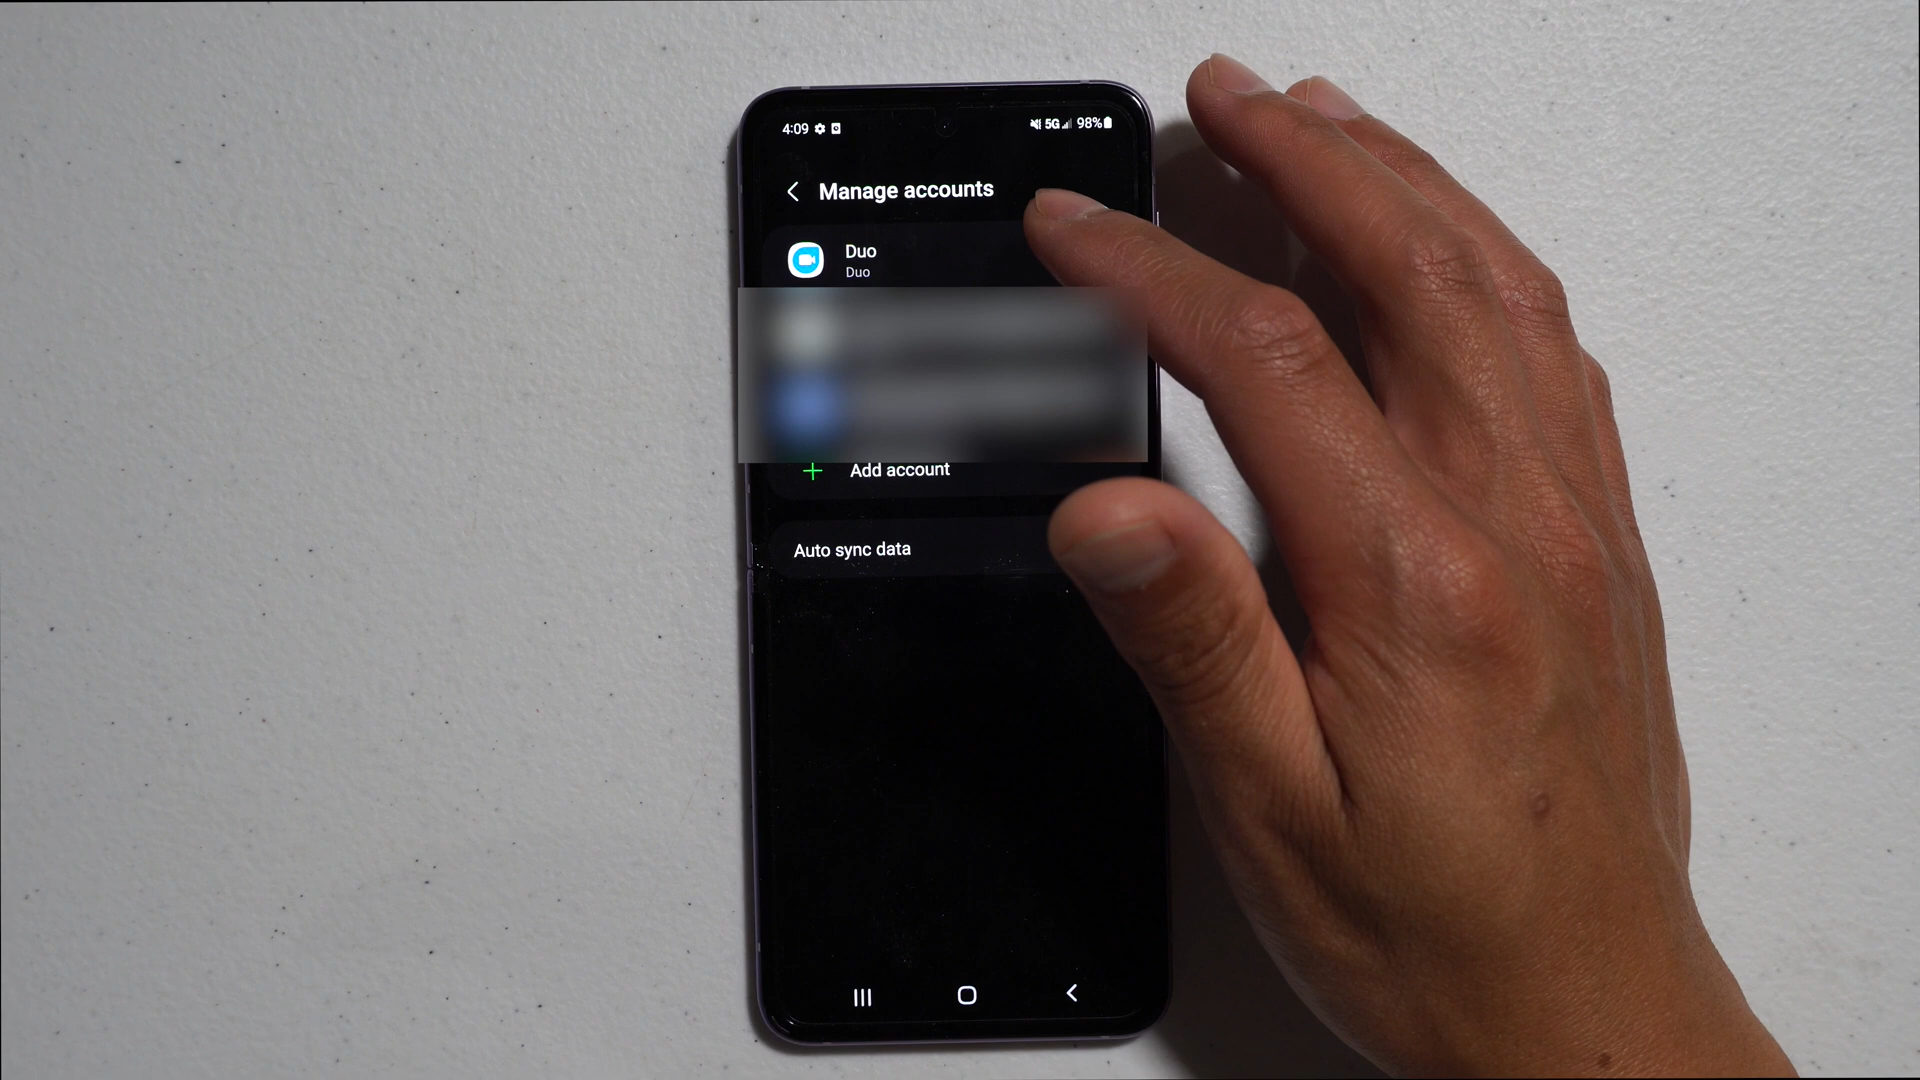 4:09 5G 98%
Manage accounts
Duo
Duo
Add account
Auto sync data